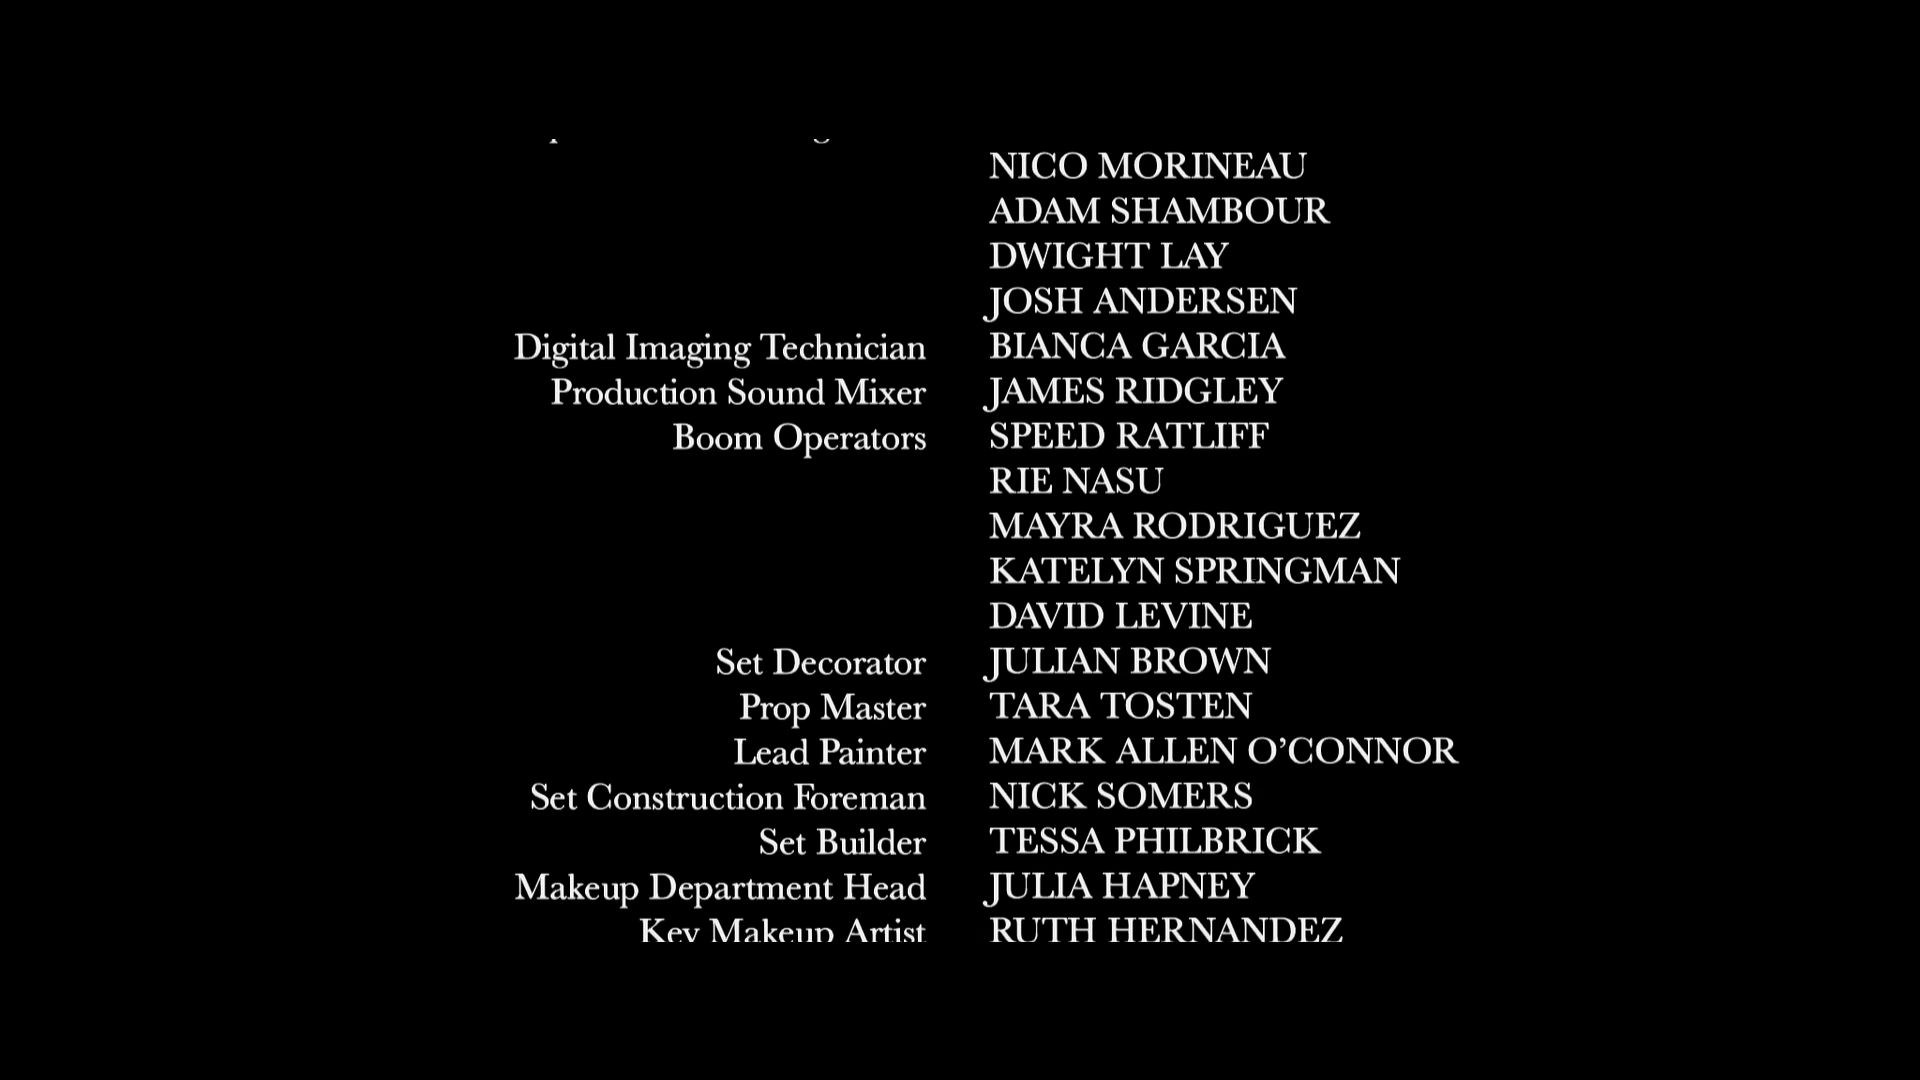 NICO MORINEAU
ADAM SHAMBOUR
DWIGHT LAY
JOSH ANDERSEN
Digital Imaging Technician BIANCA GARCIA
Production Sound Mixer JAMES RIDGLEY
Boom Operators SPEED RATLIFF
RIE NASU
MAYRA RODRIGUEZ
KATELYN SPRINGMAN
DAVID LEVINE
Set Decorator JULIAN BROWN
Prop Master TARA TOSTEN
Lead Painter MARK ALLEN O’CONNOR
Set Construction Foreman NICK SOMERS
Set Builder TESSA PHILBRICK
Makeup Department Head JULIA HAPNEY
Key Makeup Artist RUTH HERNANDEZ